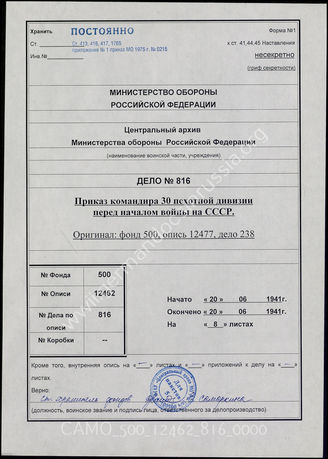 Хранить ПОСТОЯННО
Форма №1
Ст. 413, 416, 417, 1765
приложение № 1 приказ МО 1975 г. № 0215
к ст. 41,44,45 Наставления
Инв.№
несекретно
(гриф секретности)
МИНИСТЕРСТВО ОБОРОНЫ
РОССИЙСКОЙ ФЕДЕРАЦИИ
Центральный архив
Министерства обороны Российской Федерации
(наименование воинской части, учреждения)
ДЕЛО № 816
Приказ командира 30 пехотной дивизии
перед началом войны на СССР.
Оригинал: фонд 500, опись 12477, дело 238
№ Фонда 500
№ Описи 12462
№ Дела по описи 816
№ Коробки --
Начато « 20 » 06 1941г.
Окончено « 20 » 06 1941г.
На « 8 » листах
Кроме того, внутренняя опись на «—» листах и «—» приложений к делу на «—»
листах.
Верно:
ст. хранителя фондов
(должность, воинское звание и подпись лица, ответственного за делопроизводство)
CAMO_500_12462_816_0000